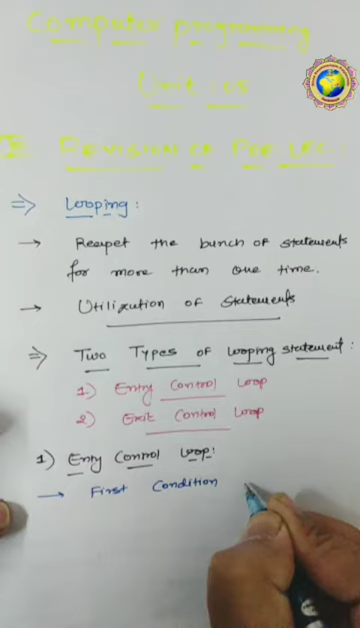 Computer programming
Unit: 05
I Revision of Pre Lec:
⇒ Looping:
→ Reapet the bunch of statements
for more than one time.
→ Utilization of statements
⇒ Two Types of looping statement:
1) Entry Control Loop
2) Exit Control Loop
1) Entry Control Loop:
→ First Condition